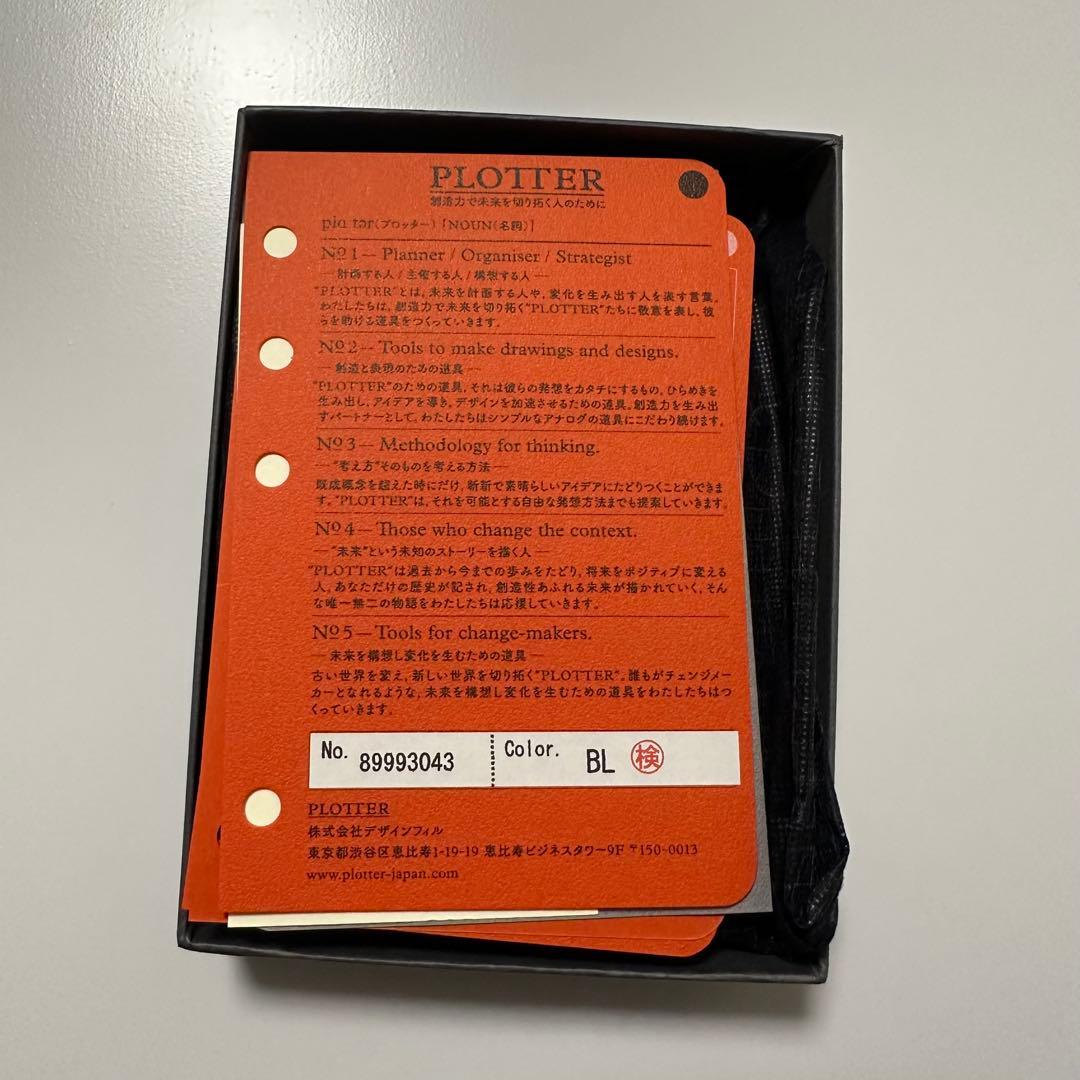 PLOTTER
創造力で未来を切り拓く人のために
plo tter(プロッター)「NOUN(名詞)」
№1— Planner / Organiser / Strategist
—計画する人 / 主催する人 / 構想する人 —
"PLOTTER"とは、未来を計画する人や、変化を生み出す人を表す言葉。
わたしたちは、創造力で未来を切り拓く"PLOTTER"たちに敬意を表し、彼
らを助ける道具をつくっていきます。
№2— Tools to make drawings and designs.
—創造と表現のための道具—
"PLOTTER"のための道具、それは彼らの発想をカタチにするもの。ひらめきを
生み出し、アイデアを導き、デザインを加速させるための道具。創造力を生み出
すパートナーとして、わたしたちはシンプルなアナログの道具にこだわり続けます。
№3— Methodology for thinking.
—"考え方"そのものを考える方法—
既成概念を超えた時にだけ、斬新で素晴らしいアイデアにたどりつくことができま
す。"PLOTTER"は、それを可能とする自由な発想方法までも提案していきます。
№4— Those who change the context.
—"未来"という未知のストーリーを描く人 —
"PLOTTER"は過去から今までの歩みをたどり、将来をポジティブに変える
人。あなただけの歴史が記され、創造性あふれる未来が描かれていく、そん
な唯一無二の物語をわたしたちは応援していきます。
№5— Tools for change-makers.
— 未来を構想し変化を生むための道具 —
古い世界を変え、新しい世界を切り拓く"PLOTTER"。誰もがチェンジメー
カーとなれるような、未来を構想し変化を生むための道具をわたしたちはつ
くっていきます。
No. 89993043 Color. BL 検
PLOTTER
株式会社デザインフィル
東京都渋谷区恵比寿1-19-19 恵比寿ビジネスタワー9F 〒150-0013
www.plotter-japan.com